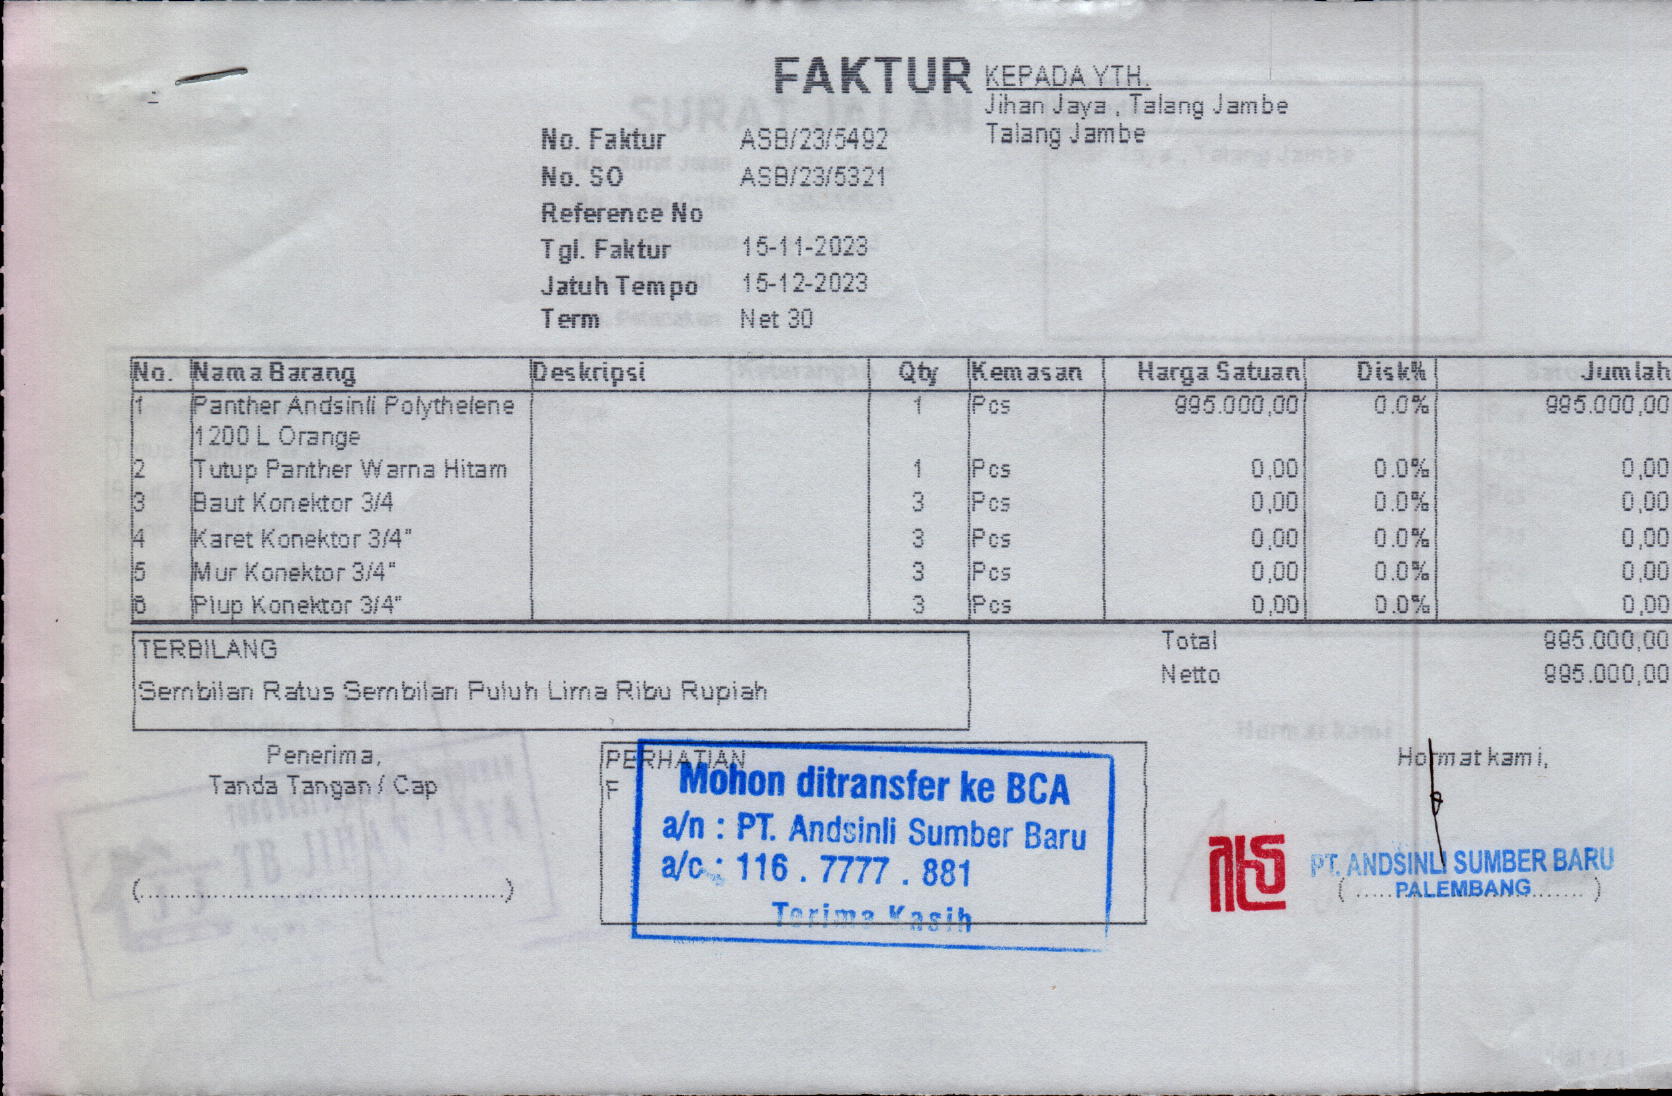 FAKTUR
KEPADA YTH.
Jihan Jaya , Talang Jambe
Talang Jambe
No. Faktur ASB/23/5492
No. SO ASB/23/5321
Reference No
Tgl. Faktur 15-11-2023
Jatuh Tempo 15-12-2023
Term Net 30
No. Nama Barang Deskripsi Qty Kemasan Harga Satuan Disk% Jumlah
1 Panther Andsinli Polythelene 1 Pcs 995.000,00 0.0% 995.000,00
1200 L Orange
2 Tutup Panther Warna Hitam 1 Pcs 0,00 0.0% 0,00
3 Baut Konektor 3/4 3 Pcs 0,00 0.0% 0,00
4 Karet Konektor 3/4" 3 Pcs 0,00 0.0% 0,00
5 Mur Konektor 3/4" 3 Pcs 0,00 0.0% 0,00
6 Plup Konektor 3/4" 3 Pcs 0,00 0.0% 0,00
TERBILANG
Sembilan Ratus Sembilan Puluh Lima Ribu Rupiah
Total 995.000,00
Netto 995.000,00
Penerima,
Tanda Tangan / Cap
(........................................................)
PERHATIAN
F
Mohon ditransfer ke BCA
a/n : PT. Andsinli Sumber Baru
a/c : 116 . 7777 . 881
Terima Kasih
Hormat kami,
PT. ANDSINLI SUMBER BARU
PALEMBANG